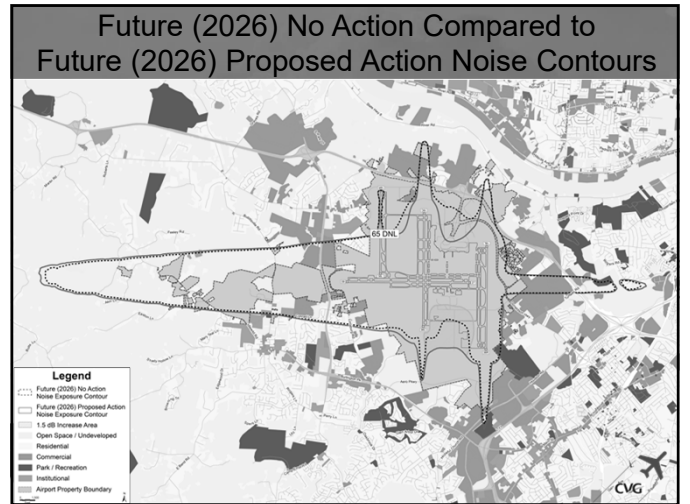 Future (2026) No Action Compared to
Future (2026) Proposed Action Noise Contours
65 DNL
Legend
Future (2026) No Action
Noise Exposure Contour
Future (2026) Proposed Action
Noise Exposure Contour
1.5 dB Increase Area
Open Space / Undeveloped
Residential
Commercial
Park / Recreation
Institutional
Airport Property Boundary
CVG